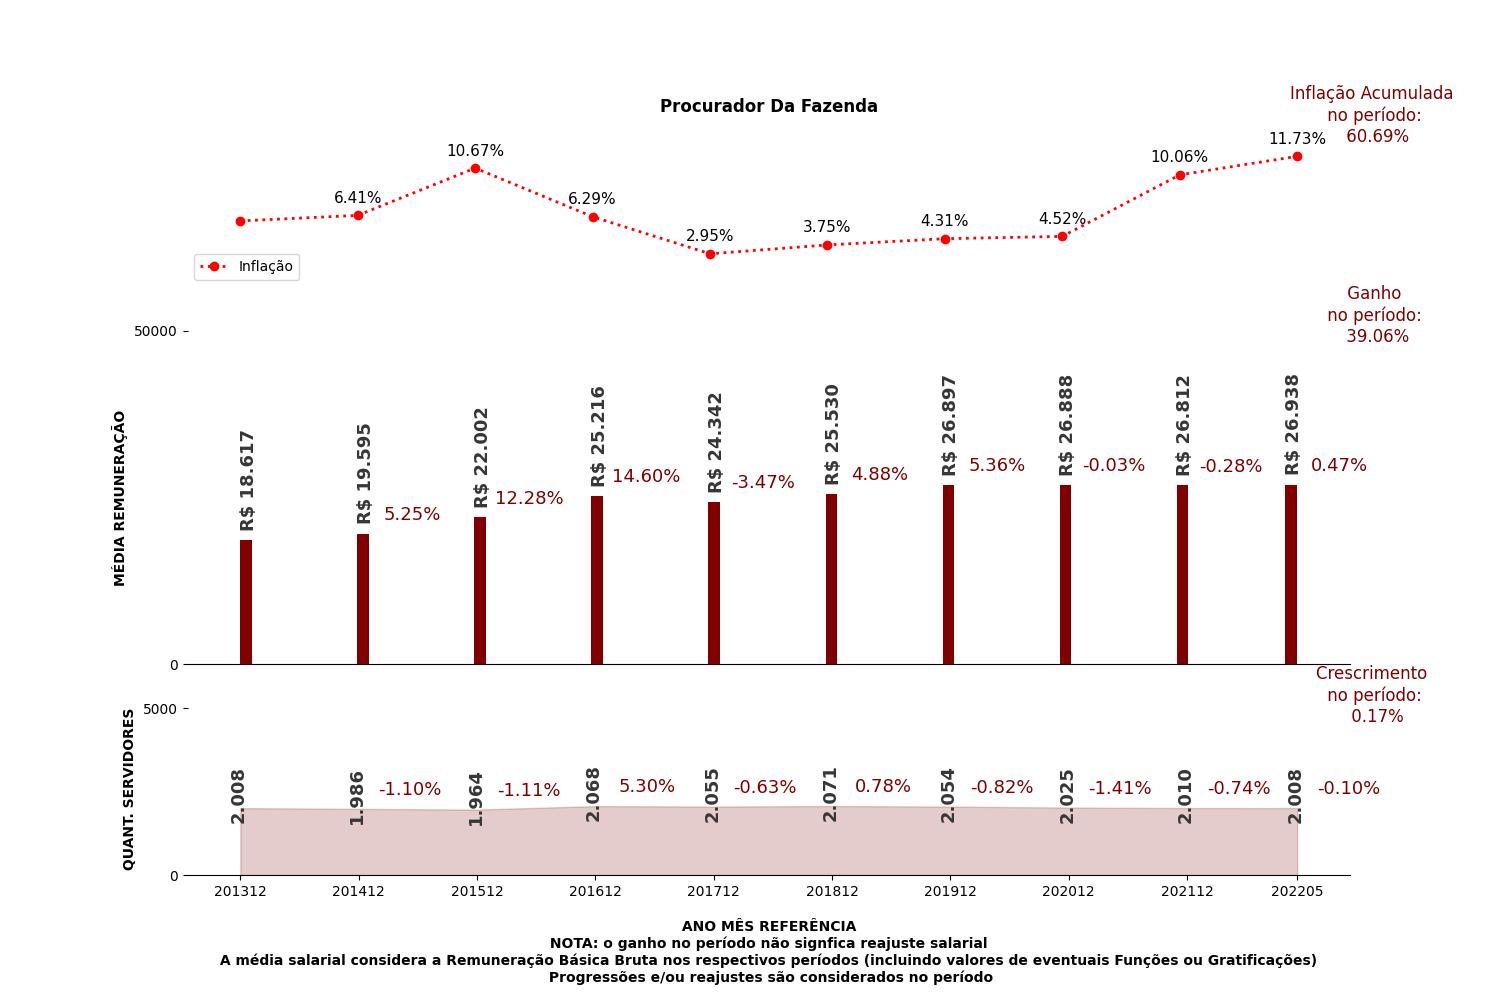 Procurador Da Fazenda
Inflação Acumulada
no período:
60.69%
6.41%
10.67%
6.29%
2.95%
3.75%
4.31%
4.52%
10.06%
11.73%
Inflação
Ganho
no período:
39.06%
50000
0
MÉDIA REMUNERAÇÃO
R$ 18.617
R$ 19.595
R$ 22.002
R$ 25.216
R$ 24.342
R$ 25.530
R$ 26.897
R$ 26.888
R$ 26.812
R$ 26.938
5.25%
12.28%
14.60%
-3.47%
4.88%
5.36%
-0.03%
-0.28%
0.47%
Crescrimento
no período:
0.17%
5000
0
QUANT. SERVIDORES
2.008
1.986
1.964
2.068
2.055
2.071
2.054
2.025
2.010
2.008
-1.10%
-1.11%
5.30%
-0.63%
0.78%
-0.82%
-1.41%
-0.74%
-0.10%
201312
201412
201512
201612
201712
201812
201912
202012
202112
202205
ANO MÊS REFERÊNCIA
NOTA: o ganho no período não signfica reajuste salarial
A média salarial considera a Remuneração Básica Bruta nos respectivos períodos (incluindo valores de eventuais Funções ou Gratificações)
Progressões e/ou reajustes são considerados no período